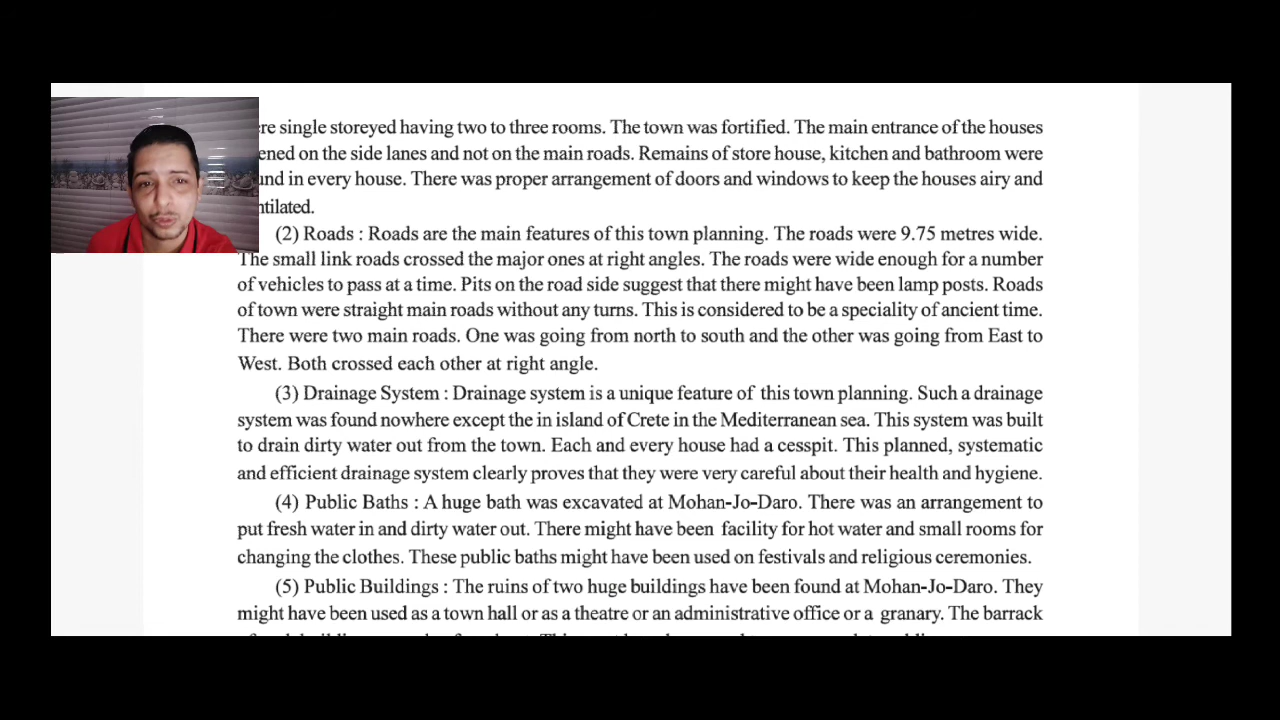 ere single storeyed having two to three rooms. The town was fortified. The main entrance of the houses
ened on the side lanes and not on the main roads. Remains of store house, kitchen and bathroom were
und in every house. There was proper arrangement of doors and windows to keep the houses airy and
ntilated.
(2) Roads : Roads are the main features of this town planning. The roads were 9.75 metres wide.
The small link roads crossed the major ones at right angles. The roads were wide enough for a number
of vehicles to pass at a time. Pits on the road side suggest that there might have been lamp posts. Roads
of town were straight main roads without any turns. This is considered to be a speciality of ancient time.
There were two main roads. One was going from north to south and the other was going from East to
West. Both crossed each other at right angle.
(3) Drainage System : Drainage system is a unique feature of this town planning. Such a drainage
system was found nowhere except the in island of Crete in the Mediterranean sea. This system was built
to drain dirty water out from the town. Each and every house had a cesspit. This planned, systematic
and efficient drainage system clearly proves that they were very careful about their health and hygiene.
(4) Public Baths : A huge bath was excavated at Mohan-Jo-Daro. There was an arrangement to
put fresh water in and dirty water out. There might have been facility for hot water and small rooms for
changing the clothes. These public baths might have been used on festivals and religious ceremonies.
(5) Public Buildings : The ruins of two huge buildings have been found at Mohan-Jo-Daro. They
might have been used as a town hall or as a theatre or an administrative office or a granary. The barrack